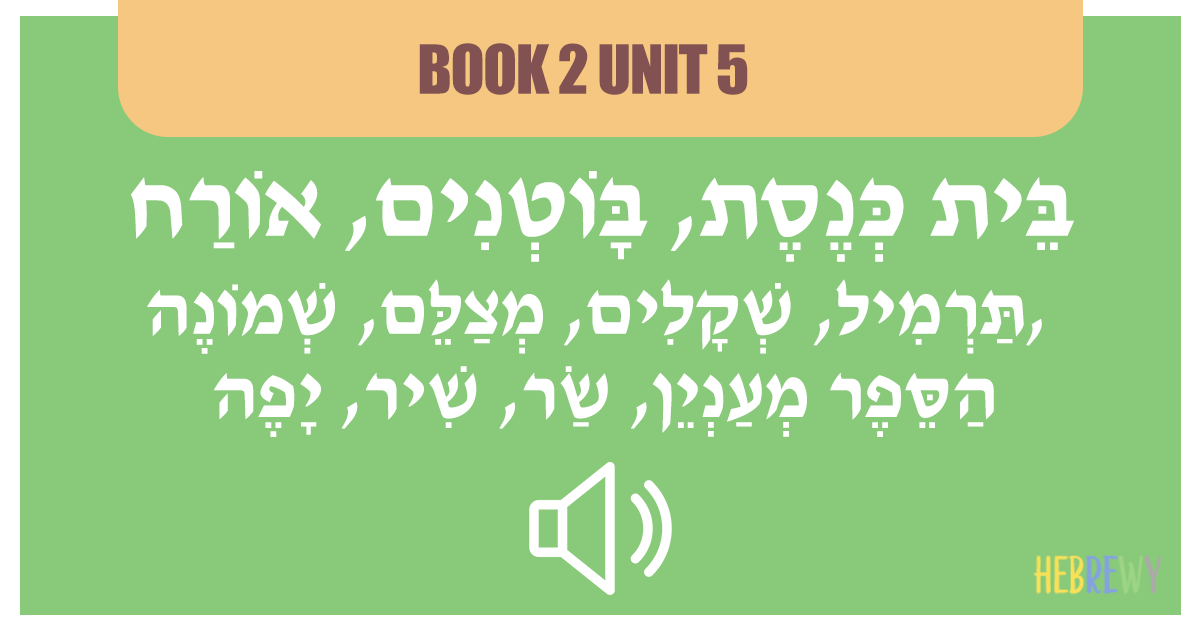 BOOK 2 UNIT 5
בֵּית כְּנֶסֶת, בָּוֹטְנִים, אוֹרַח
,תַּרְמִיל, שְׁקָלִים, מְצַלֵּם, שְׁמוֹנֶה
הַסֵּפֶר מְעַנְיֵן, שַׂר, שִׁיר, יָפֶה
HEBREWY